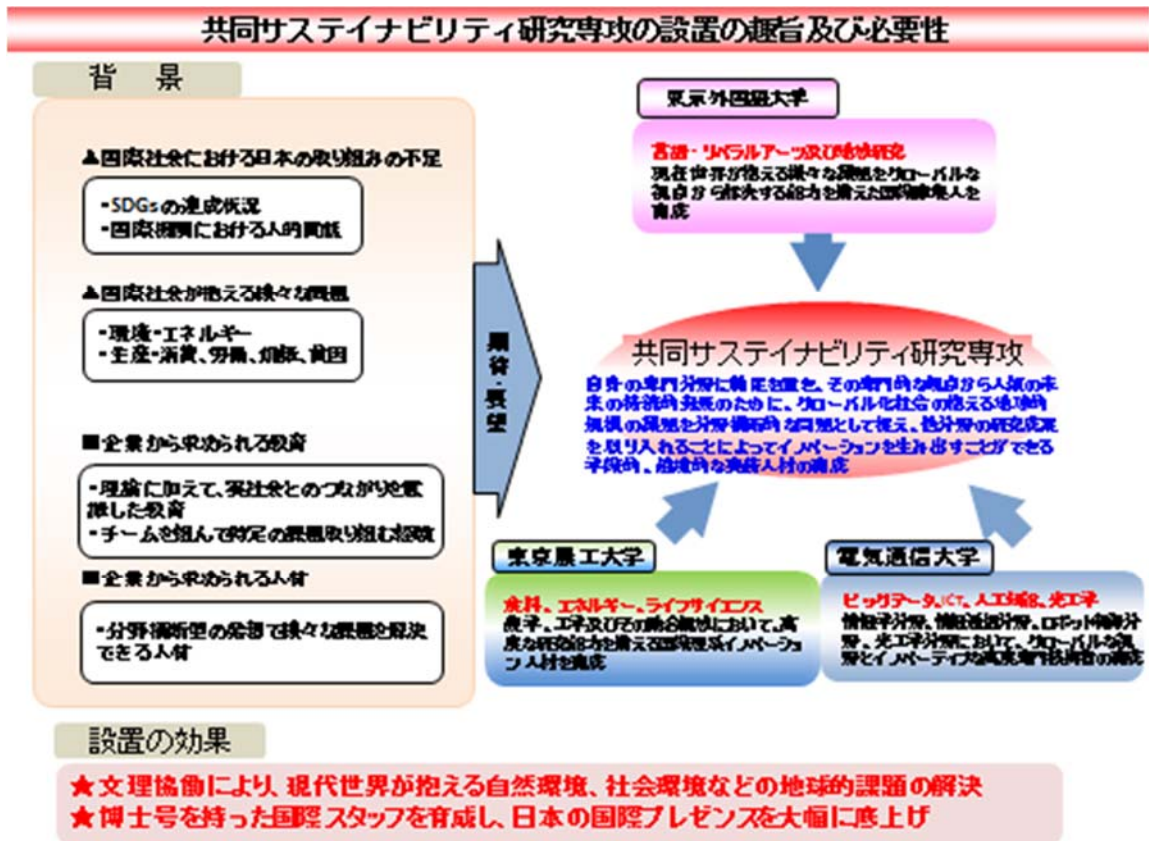 共同サステイナビリティ研究専攻の設置の趣旨及び必要性
背　景
▲国際社会における日本の取り組みの不足
・SDGsの達成状況
・国際機関における人的貢献
▲国際社会が抱える様々な問題
・環境・エネルギー
・生産・消費、労働、 、貧困
■企業から求められる教育
・理論に加えて、実社会とのつながりを意
識した教育
・チームを組んで特定の課題取り組む経験
■企業から求められる人材
・分野横断型の発想で様々な課題を解決
できる人材
期待・要望
東京外国語大学
言語・リベラルアーツ及び地域研究
現在世界が抱える様々な課題をグローバルな
視点から解決する能力を備えた 人を
育成
共同サステイナビリティ研究専攻
自身の専門分野に軸足を置き、その専門的な視点から人類の未
来の持続的発展のために、グローバル化社会の抱える地球的
規模の課題を分野横断的な問題として捉え、他分野の研究成果
を取り入れることによってイノベーションを生み出すことができる
学際的、越境的な実務人材の育成
東京農工大学
食料、エネルギー、ライフサイエンス
農学、工学及びその融合領域において、高
度な研究能力を備える国際理系イノベーショ
ン人材を育成
電気通信大学
ビッグデータ、ICT、人工知能、光工学
情報学分野、情報通信分野、ロボット 分
野、光工学分野において、グローバルな視
野とイノベーティブな高度専門技術者の育成
設置の効果
★文理協働により、現代世界が抱える自然環境、社会環境などの地球的課題の解決
★博士号を持った国際スタッフを育成し、日本の国際プレゼンスを大幅に底上げ